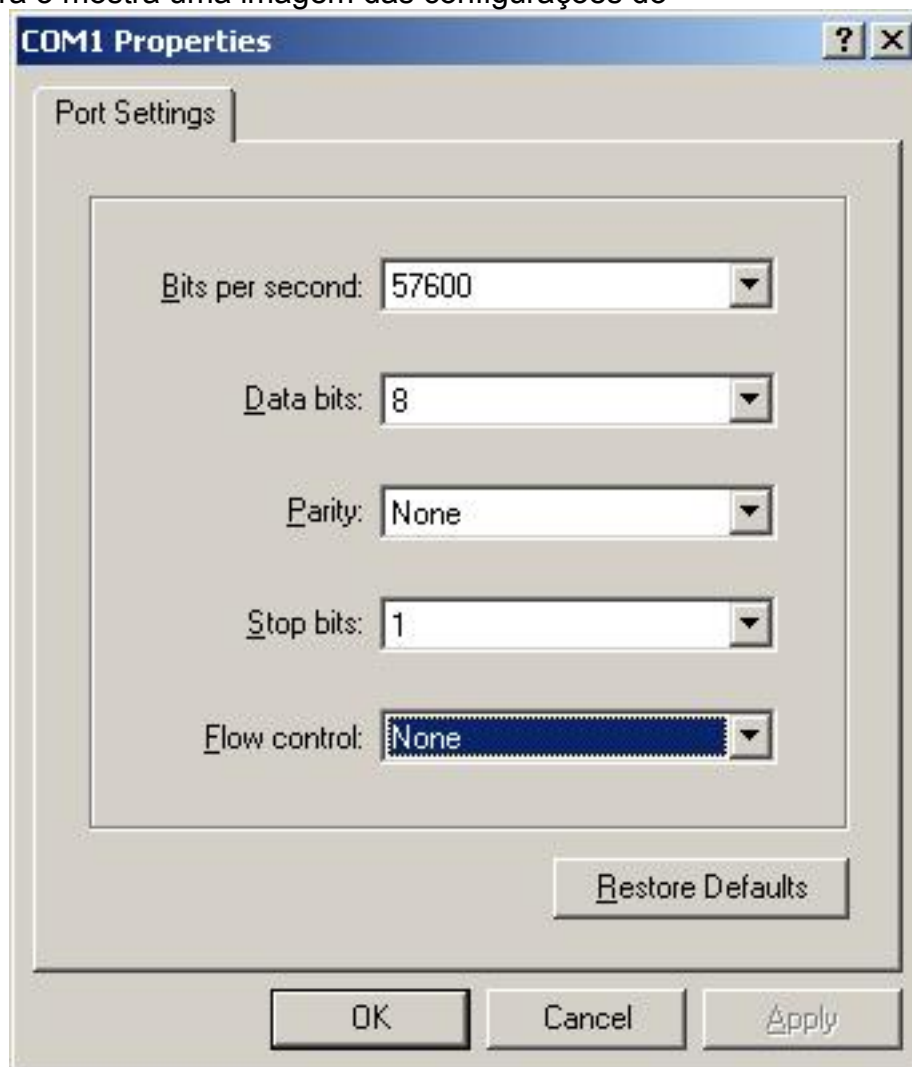 mostra uma imagem das configurações do
COM1 Properties
Port Settings
Bits per second: 57600
Data bits: 8
Parity: None
Stop bits: 1
Flow control: None
Restore Defaults
OK Cancel Apply